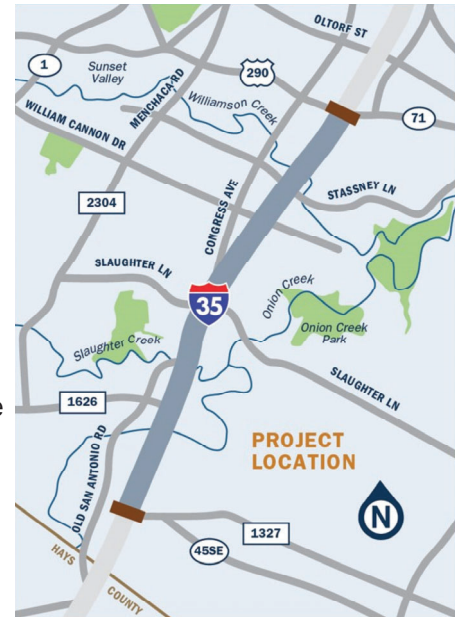 OLTORF ST
1
Sunset
Valley
290
MENCHACA RD
Williamson Creek
71
WILLIAM CANNON DR
STASSNEY LN
2304
CONGRESS AVE
SLAUGHTER LN
35
Onion Creek
Onion Creek
Park
Slaughter Creek
SLAUGHTER LN
e
1626
PROJECT
LOCATION
OLD SAN ANTONIO RD
N
1327
45SE
HAYS
COUNTY